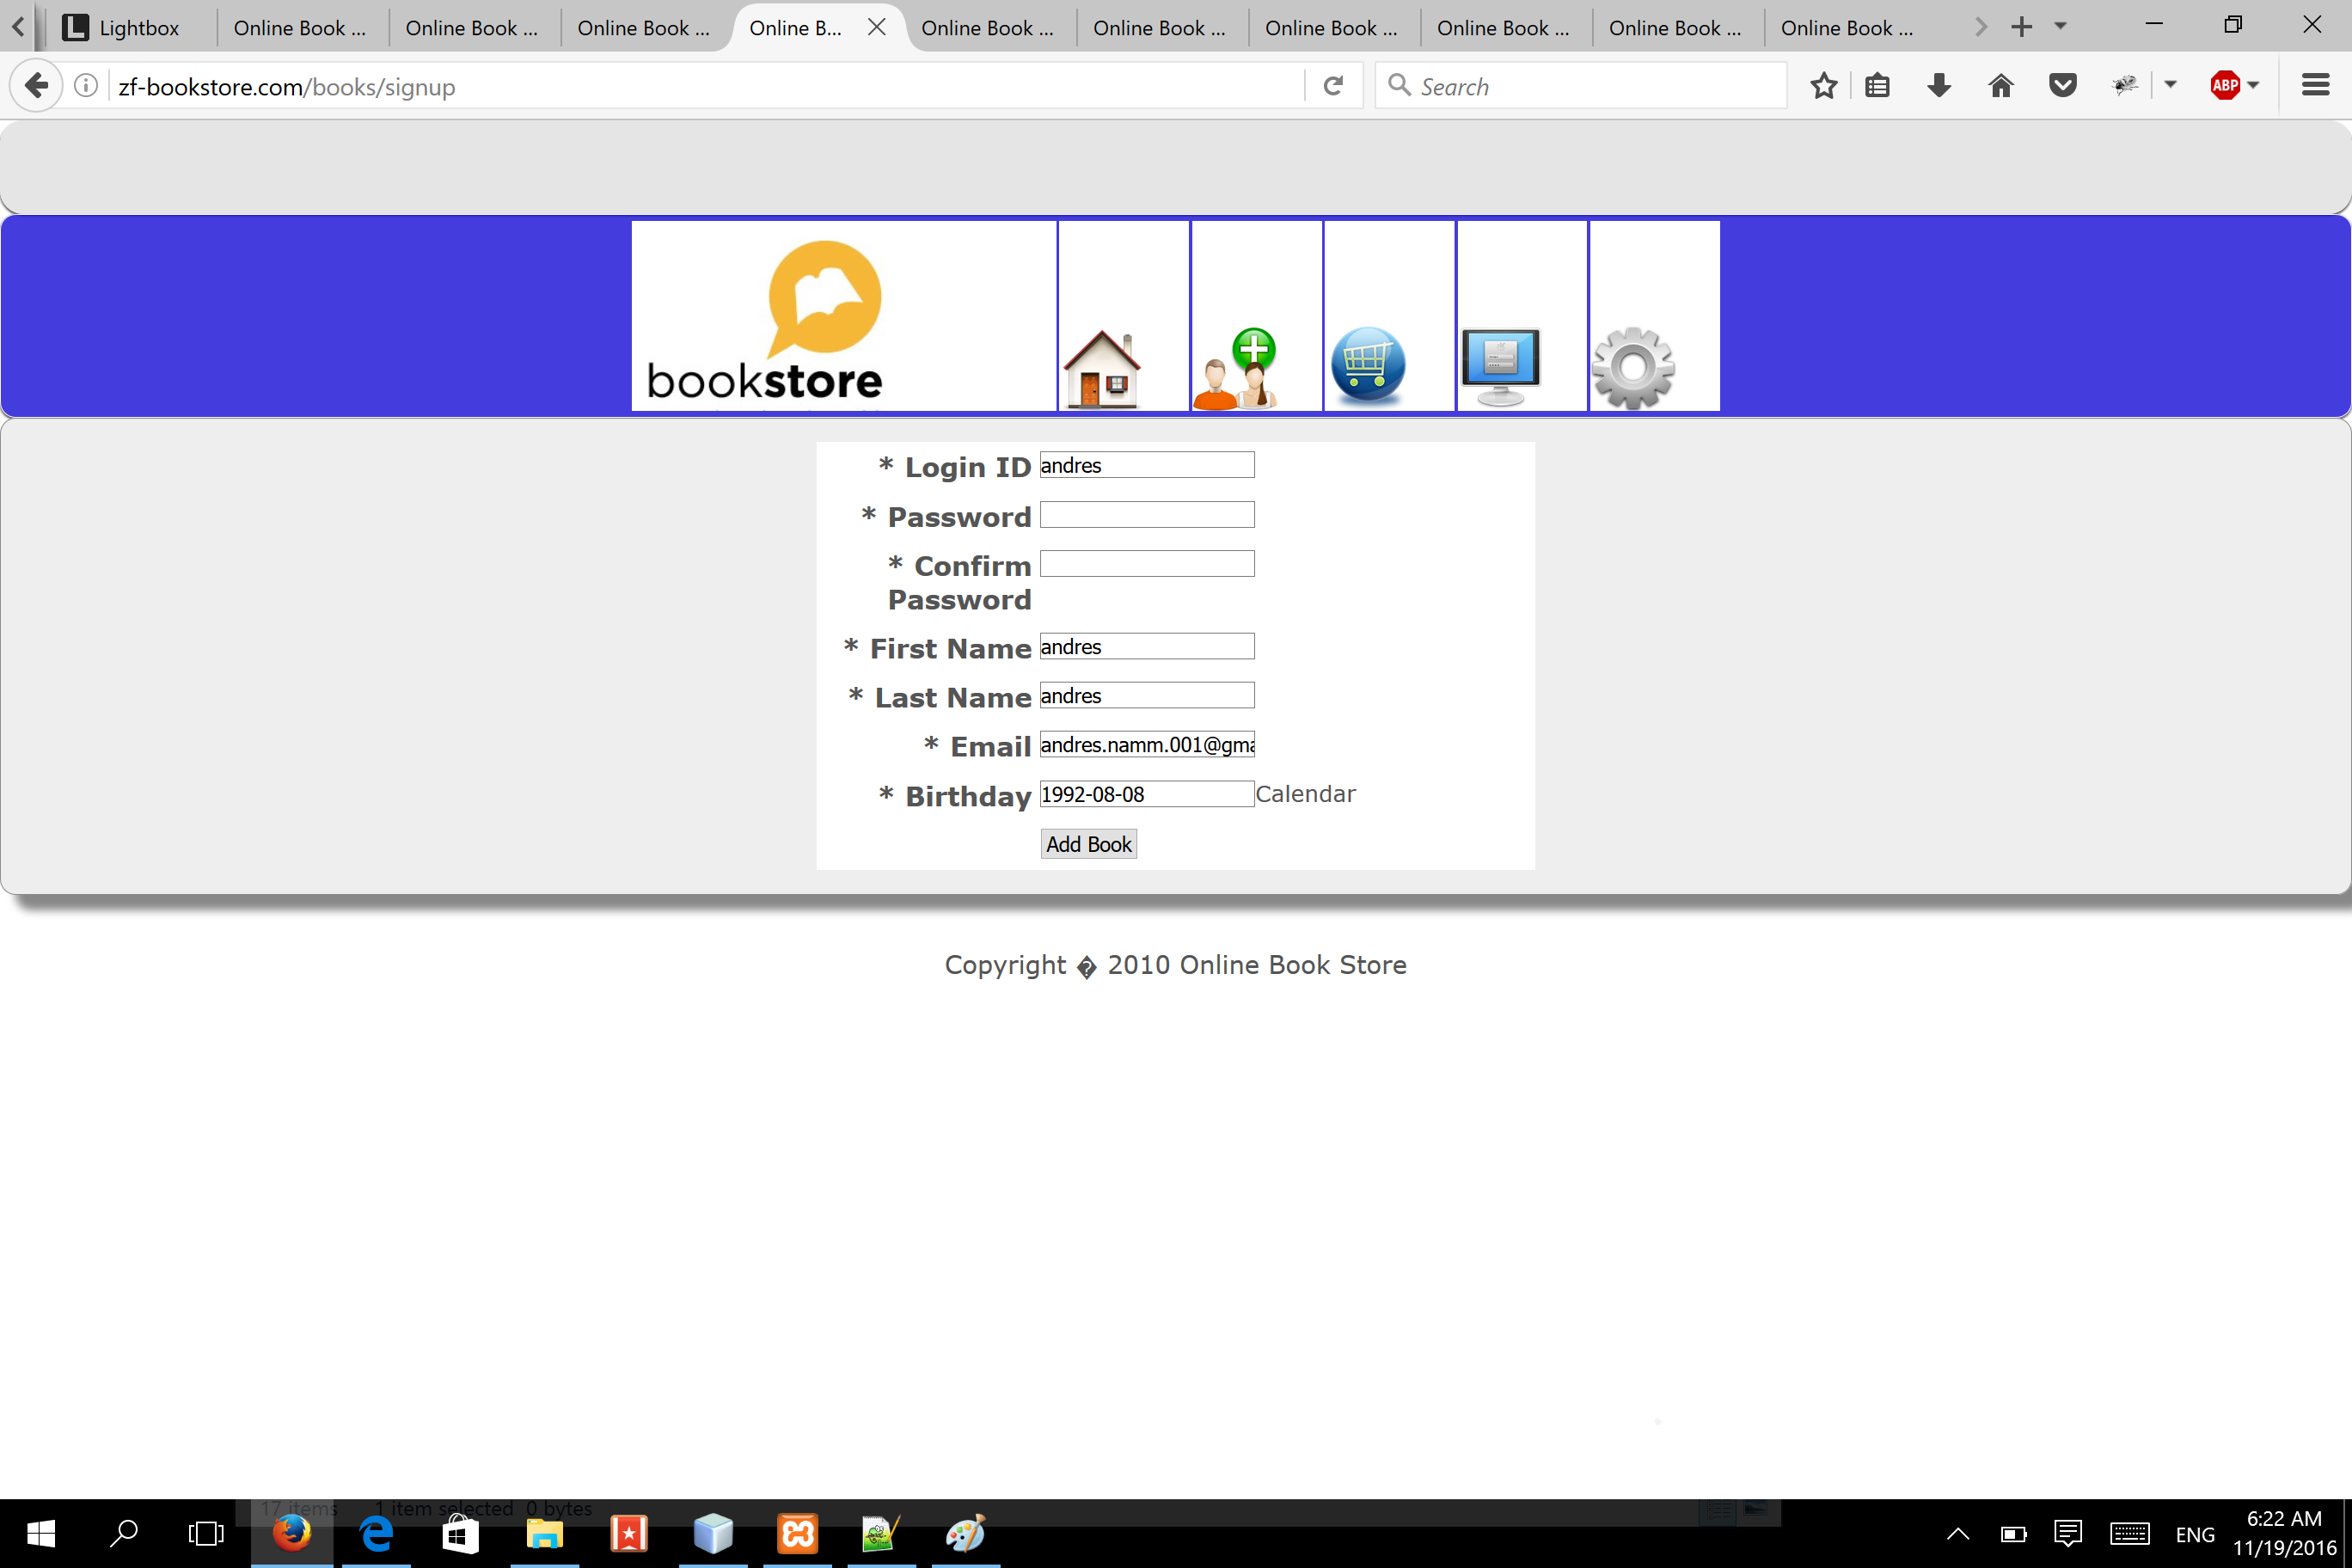 Lightbox
Online Book ...
Online Book ...
Online Book ...
Online B...
Online Book ...
Online Book ...
Online Book ...
Online Book ...
Online Book ...
Online Book ...
zf-bookstore.com/books/signup
Search
ABP
bookstore
* Login ID andres
* Password
* Confirm
Password
* First Name andres
* Last Name andres
* Email andres.namm.001@gma
* Birthday 1992-08-08 Calendar
Add Book
Copyright � 2010 Online Book Store
17 items 1 item selected 0 bytes
ENG
6:22 AM
11/19/2016